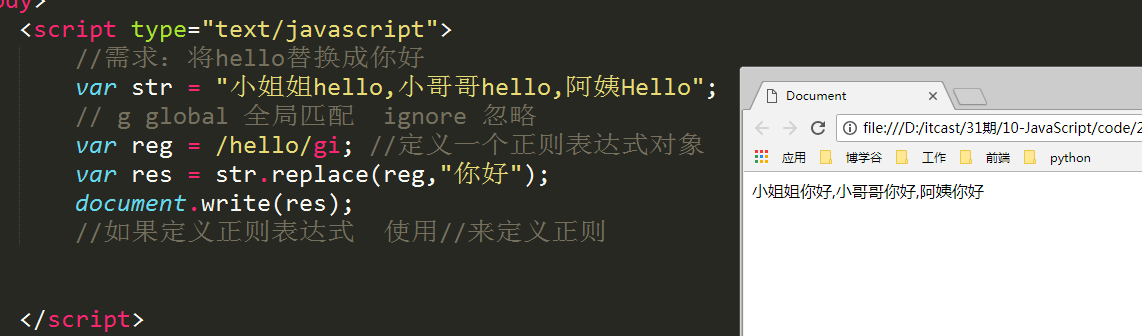 ody>
<script type="text/javascript">
//需求：将hello替换成你好
var str = "小姐姐hello,小哥哥hello,阿姨Hello";
// g global 全局匹配  ignore 忽略
var reg = /hello/gi; //定义一个正则表达式对象
var res = str.replace(reg,"你好");
document.write(res);
//如果定义正则表达式  使用//来定义正则
</script>
Document
file:///D:/itcast/31期/10-JavaScript/code/2
应用 博学谷 工作 前端 python
小姐姐你好,小哥哥你好,阿姨你好